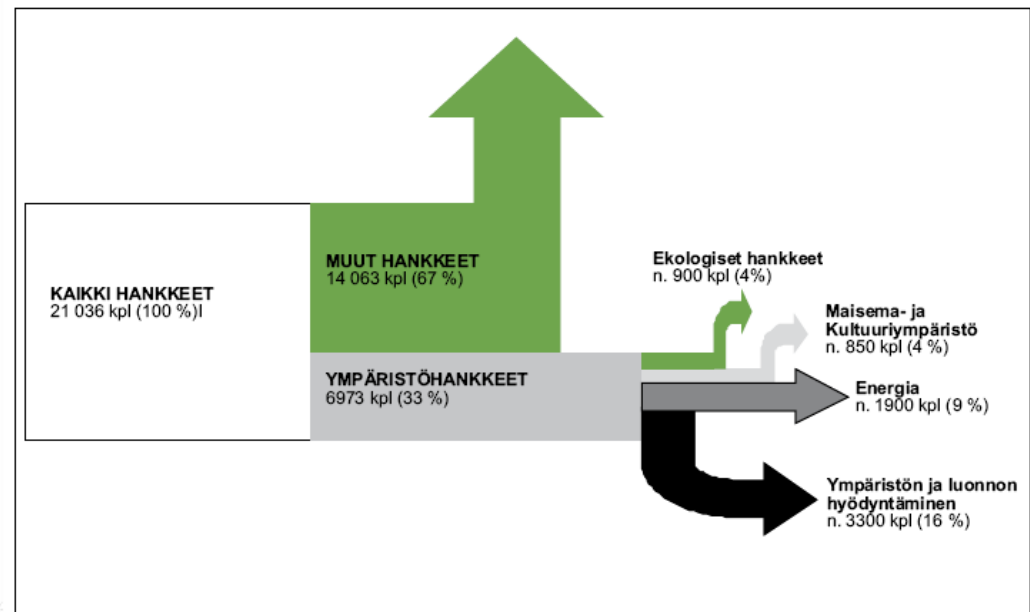 KAIKKI HANKKEET
21 036 kpl (100 %)l
MUUT HANKKEET
14 063 kpl (67 %)
YMPÄRISTÖHANKKEET
6973 kpl (33 %)
Ekologiset hankkeet
n. 900 kpl (4%)
Maisema- ja
Kultuuriympäristö
n. 850 kpl (4 %)
Energia
n. 1900 kpl (9 %)
Ympäristön ja luonnon
hyödyntäminen
n. 3300 kpl (16 %)